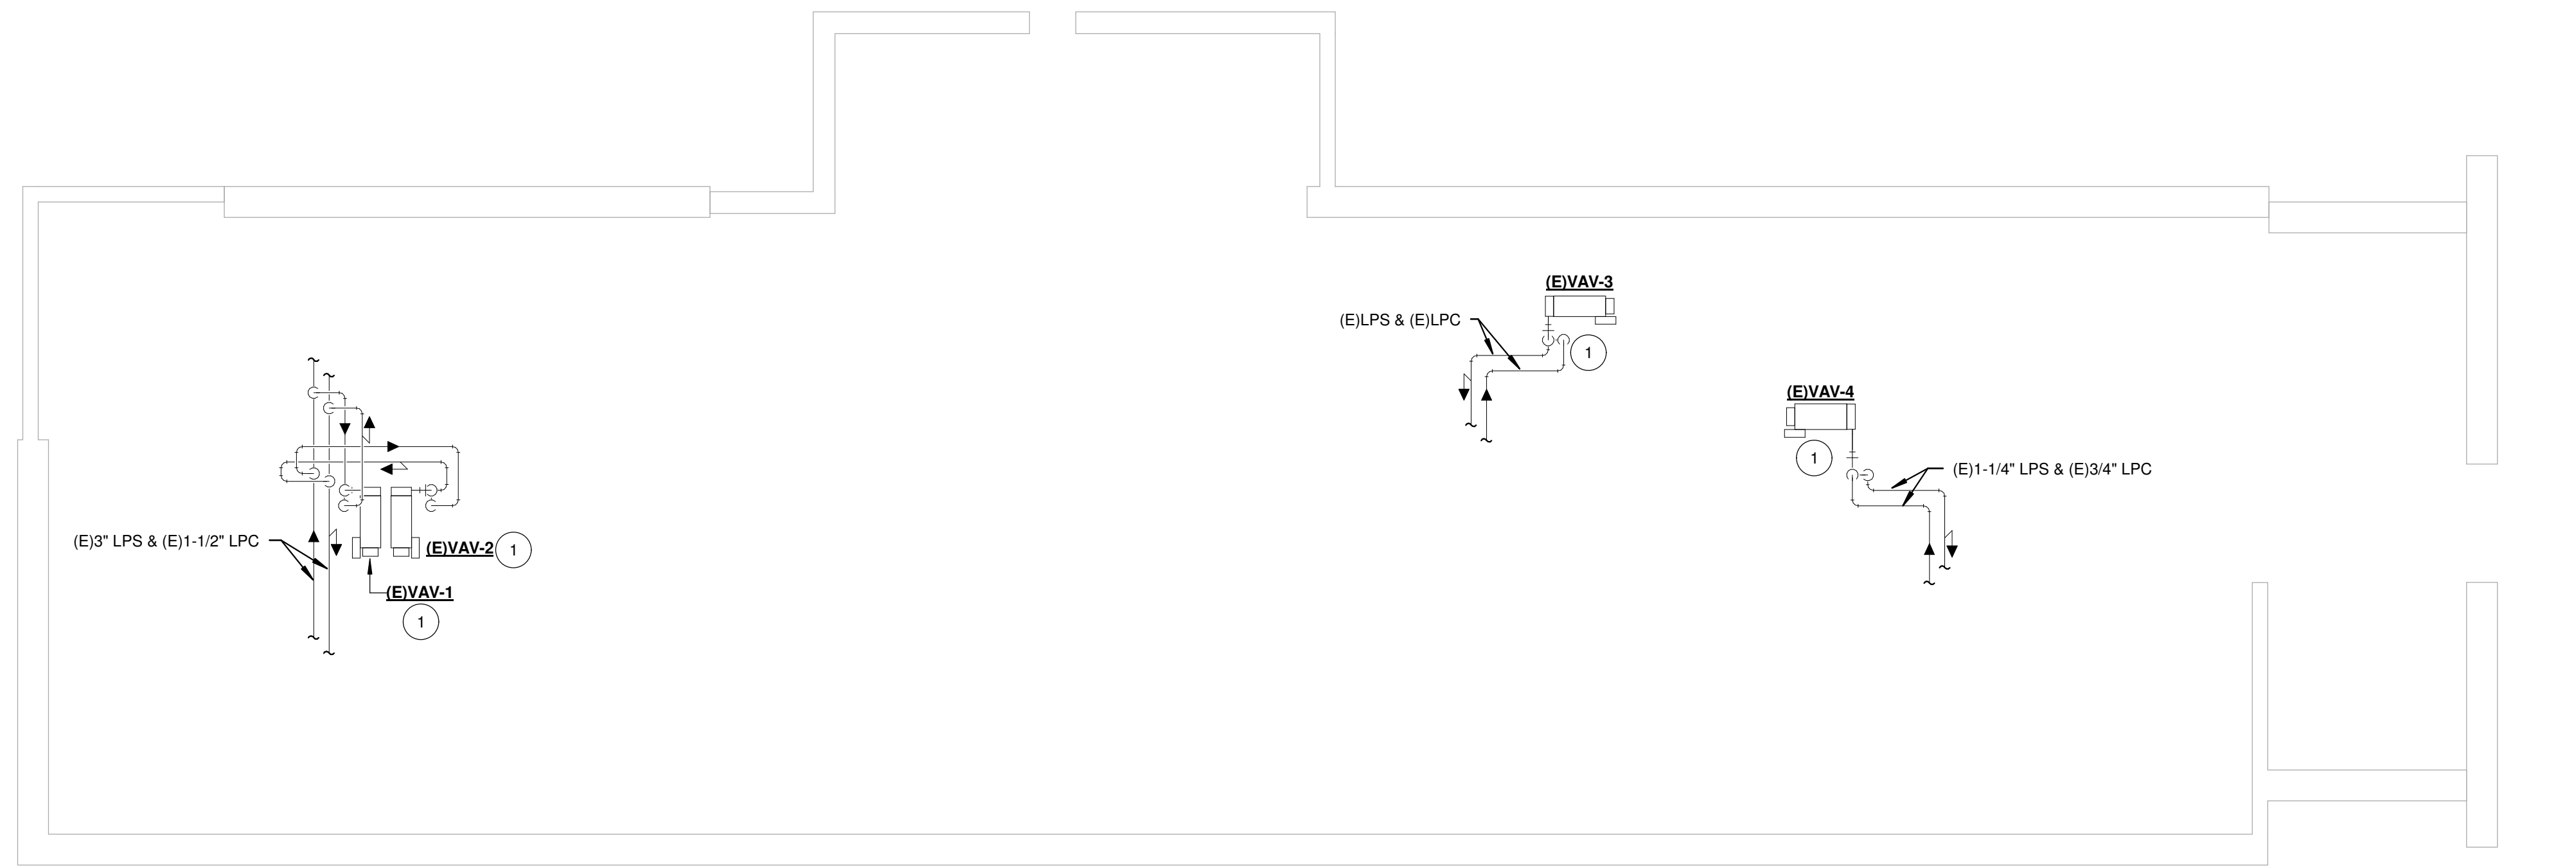 (E)VAV-3
(E)LPS & (E)LPC
1
(E)VAV-4
1
(E)1-1/4" LPS & (E)3/4" LPC
(E)3" LPS & (E)1-1/2" LPC
(E)VAV-2
1
(E)VAV-1
1